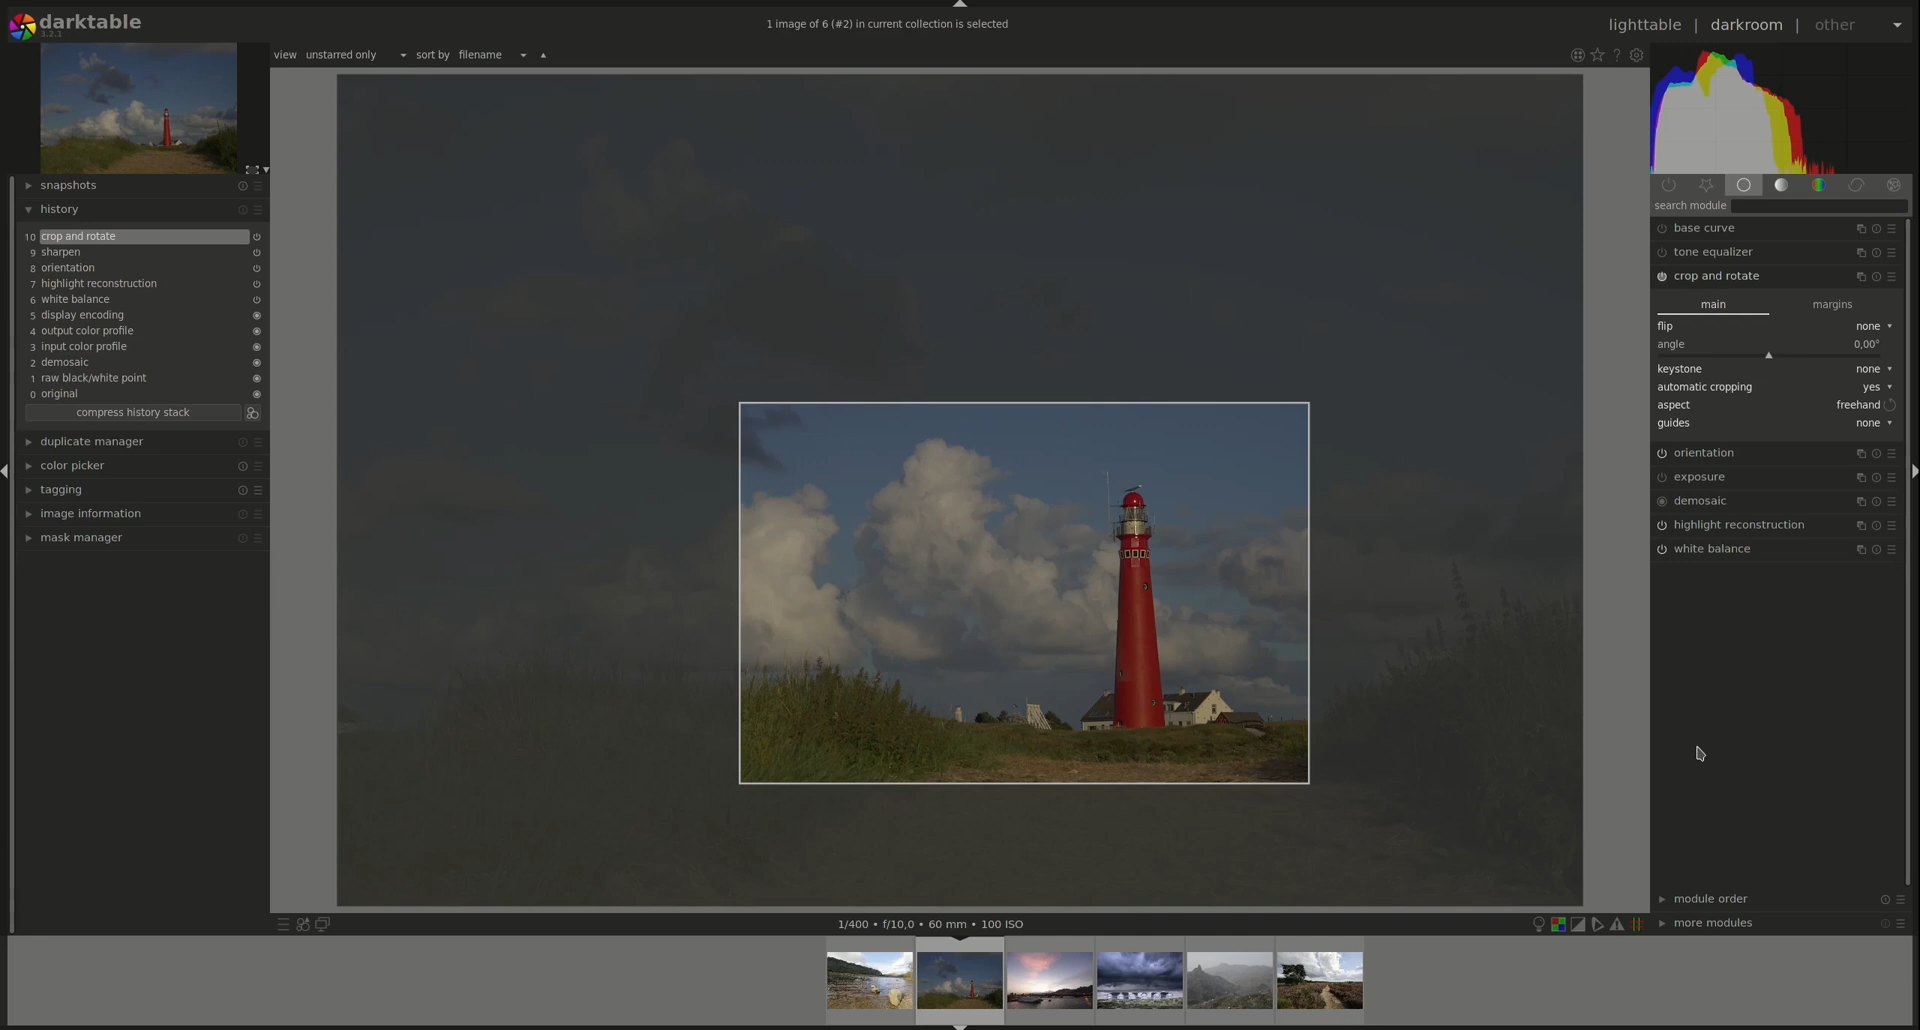 darktable
3.2.1
1 image of 6 (#2) in current collection is selected
lighttable | darkroom | other
view unstarred only sort by filename
snapshots
history
10 crop and rotate
9 sharpen
8 orientation
7 highlight reconstruction
6 white balance
5 display encoding
4 output color profile
3 input color profile
2 demosaic
1 raw black/white point
0 original
compress history stack
duplicate manager
color picker
tagging
image information
mask manager
search module
base curve
tone equalizer
crop and rotate
main margins
flip none
angle 0,00°
keystone none
automatic cropping yes
aspect freehand
guides none
orientation
exposure
demosaic
highlight reconstruction
white balance
module order
more modules
1/400 • f/10,0 • 60 mm • 100 ISO